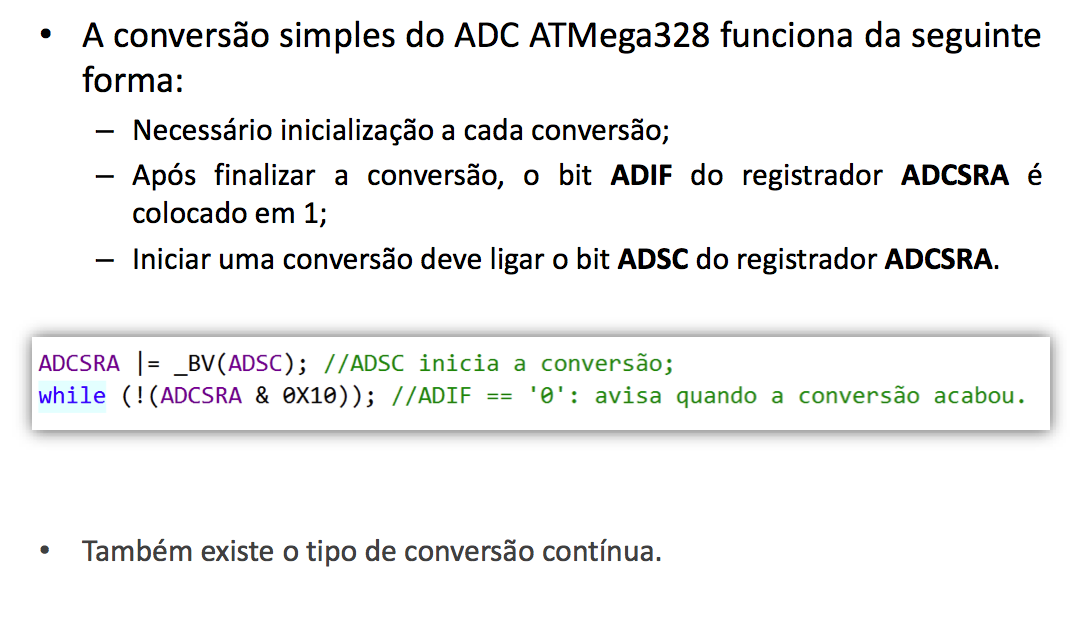 • A conversão simples do ADC ATMega328 funciona da seguinte
forma:
– Necessário inicialização a cada conversão;
– Após finalizar a conversão, o bit ADIF do registrador ADCSRA é
colocado em 1;
– Iniciar uma conversão deve ligar o bit ADSC do registrador ADCSRA.
ADCSRA |= _BV(ADSC); //ADSC inicia a conversão;
while (!(ADCSRA & 0X10)); //ADIF == '0': avisa quando a conversão acabou.
• Também existe o tipo de conversão contínua.